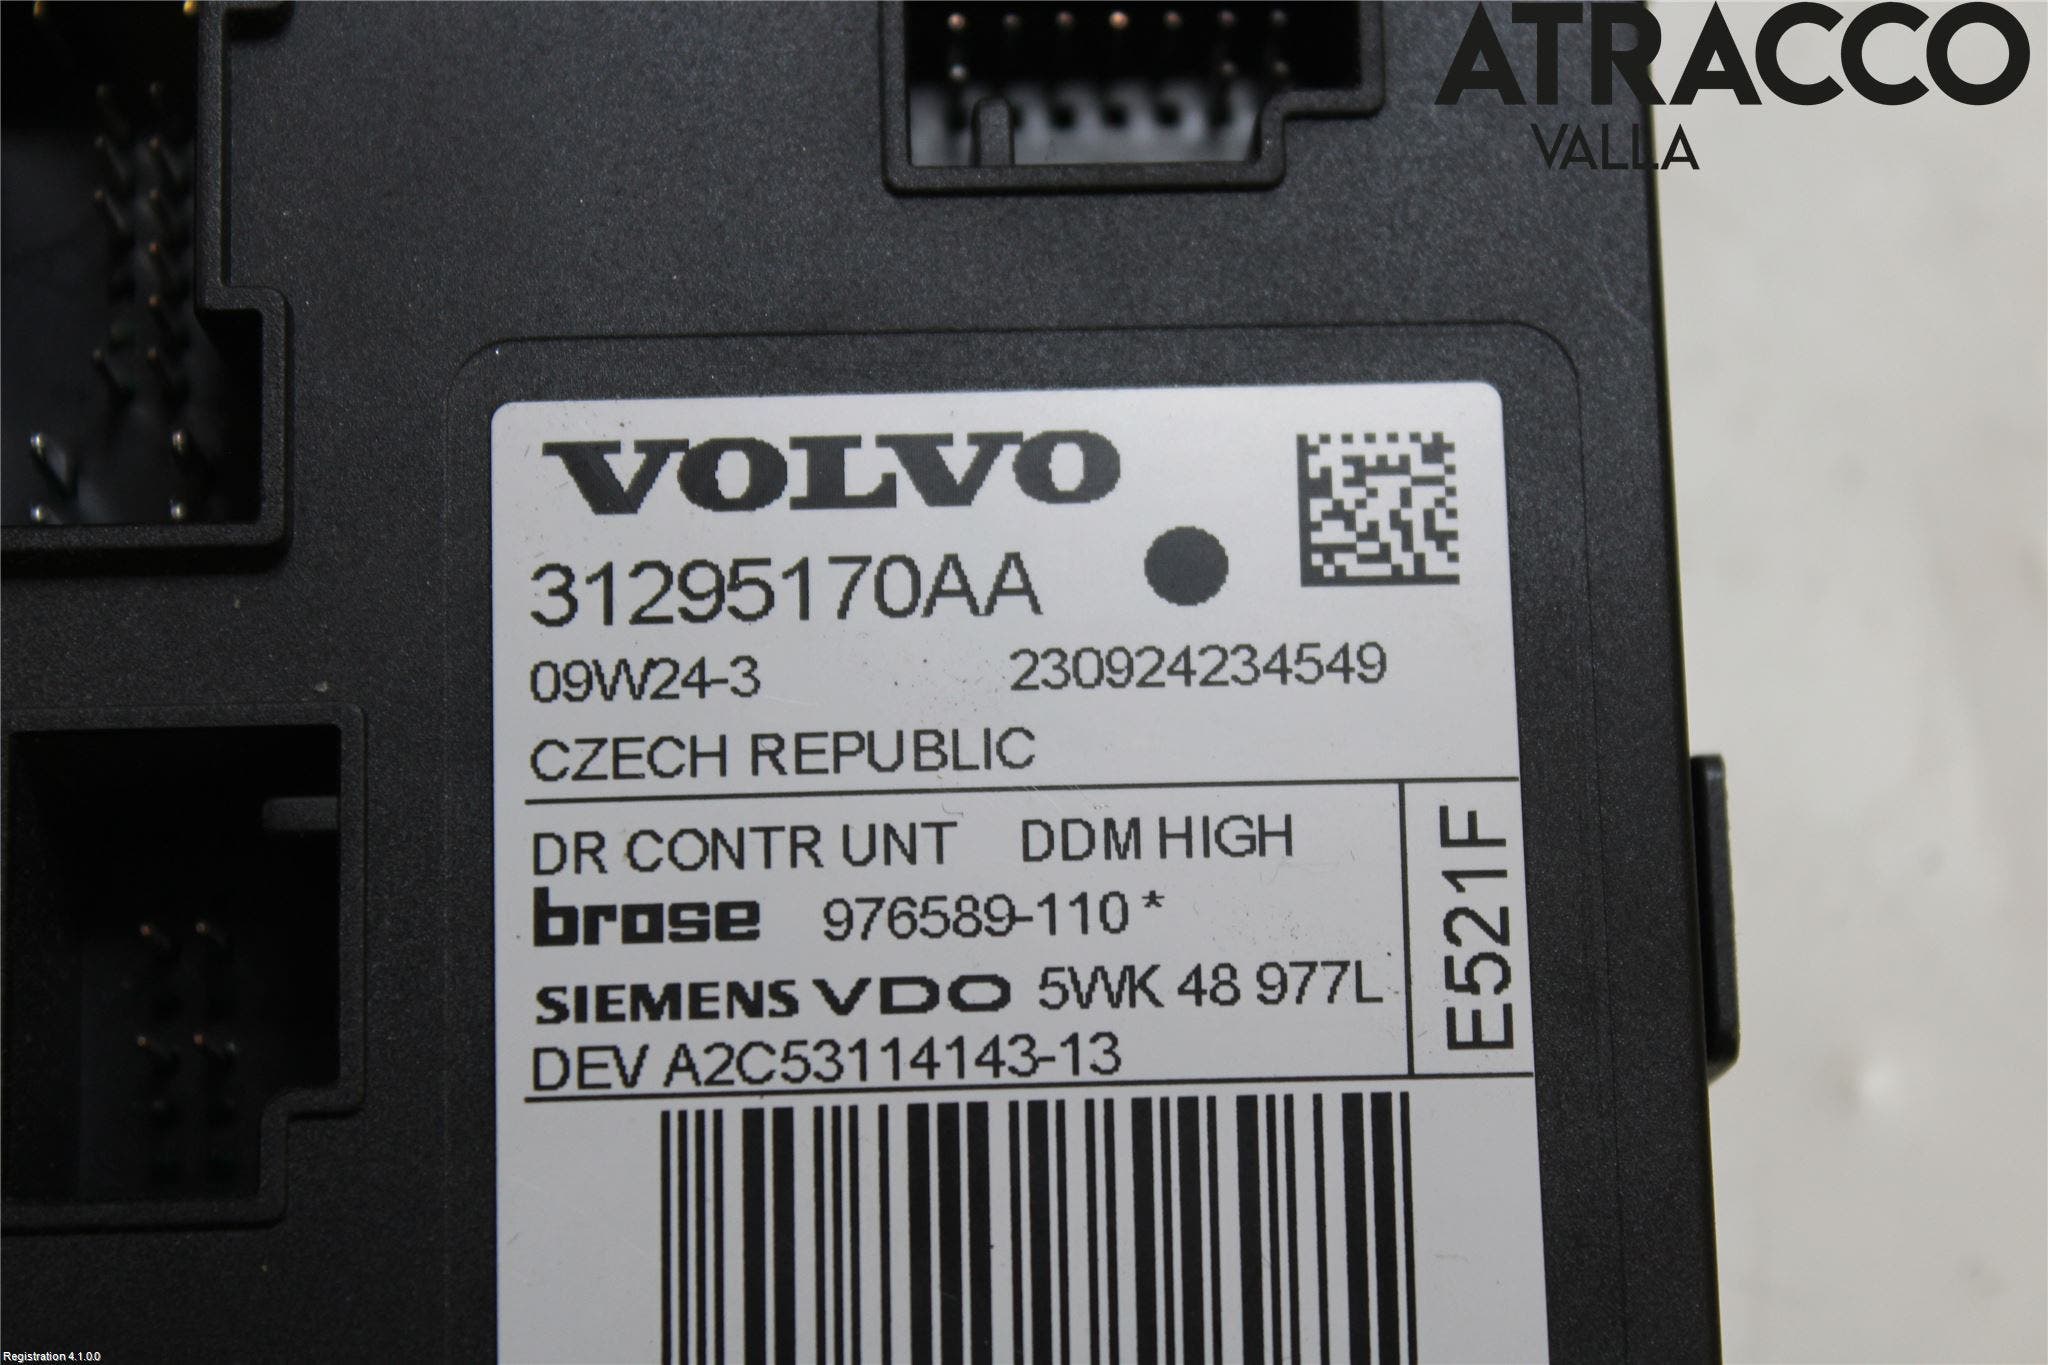 ATRACCO
VALLA
VOLVO
31295170AA
09W24-3 230924234549
CZECH REPUBLIC
DR CONTR UNT DDM HIGH
brose 976589-110 *
SIEMENS VDO 5WK 48 977L
DEV A2C53114143-13
E521F
Registration 4.1.0.0